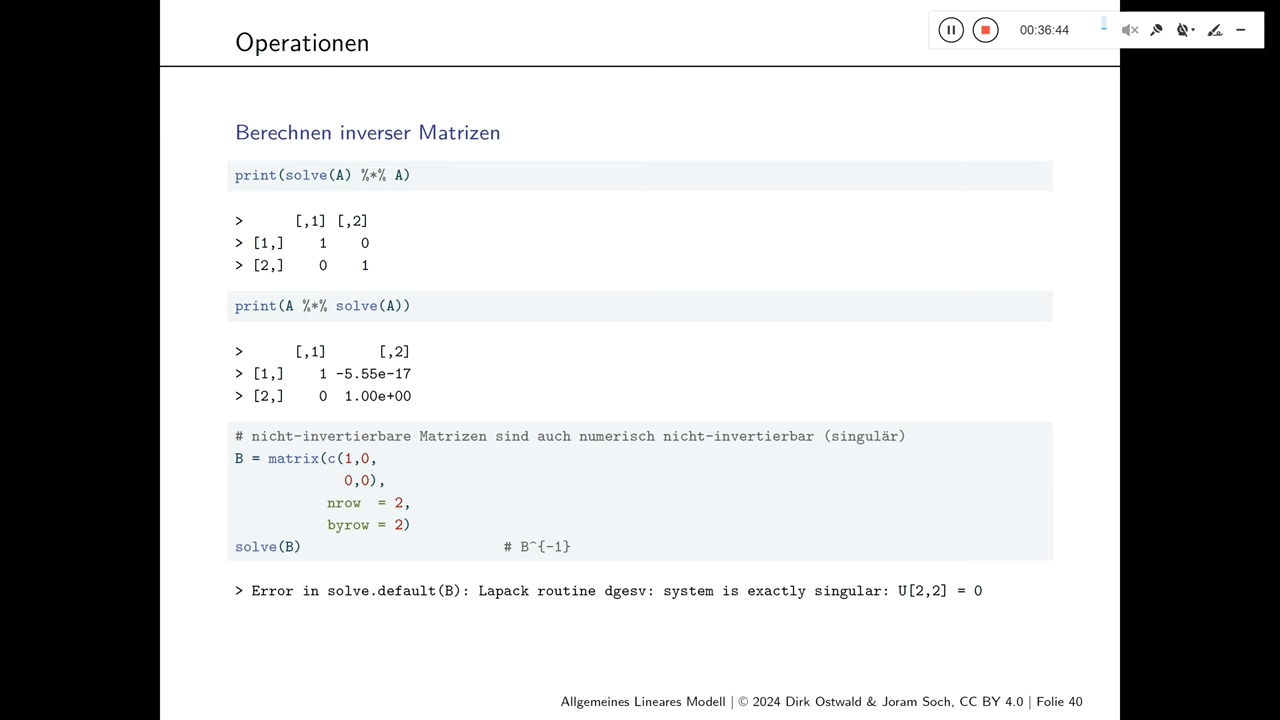 Operationen
00:36:44
Berechnen inverser Matrizen
print(solve(A) %*% A)
> [,1] [,2]
> [1,] 1 0
> [2,] 0 1
print(A %*% solve(A))
> [,1] [,2]
> [1,] 1 -5.55e-17
> [2,] 0 1.00e+00
# nicht-invertierbare Matrizen sind auch numerisch nicht-invertierbar (singulär)
B = matrix(c(1,0,
0,0),
nrow = 2,
byrow = 2)
solve(B) # B^{-1}
> Error in solve.default(B): Lapack routine dgesv: system is exactly singular: U[2,2] = 0
Allgemeines Lineares Modell | © 2024 Dirk Ostwald & Joram Soch, CC BY 4.0 | Folie 40